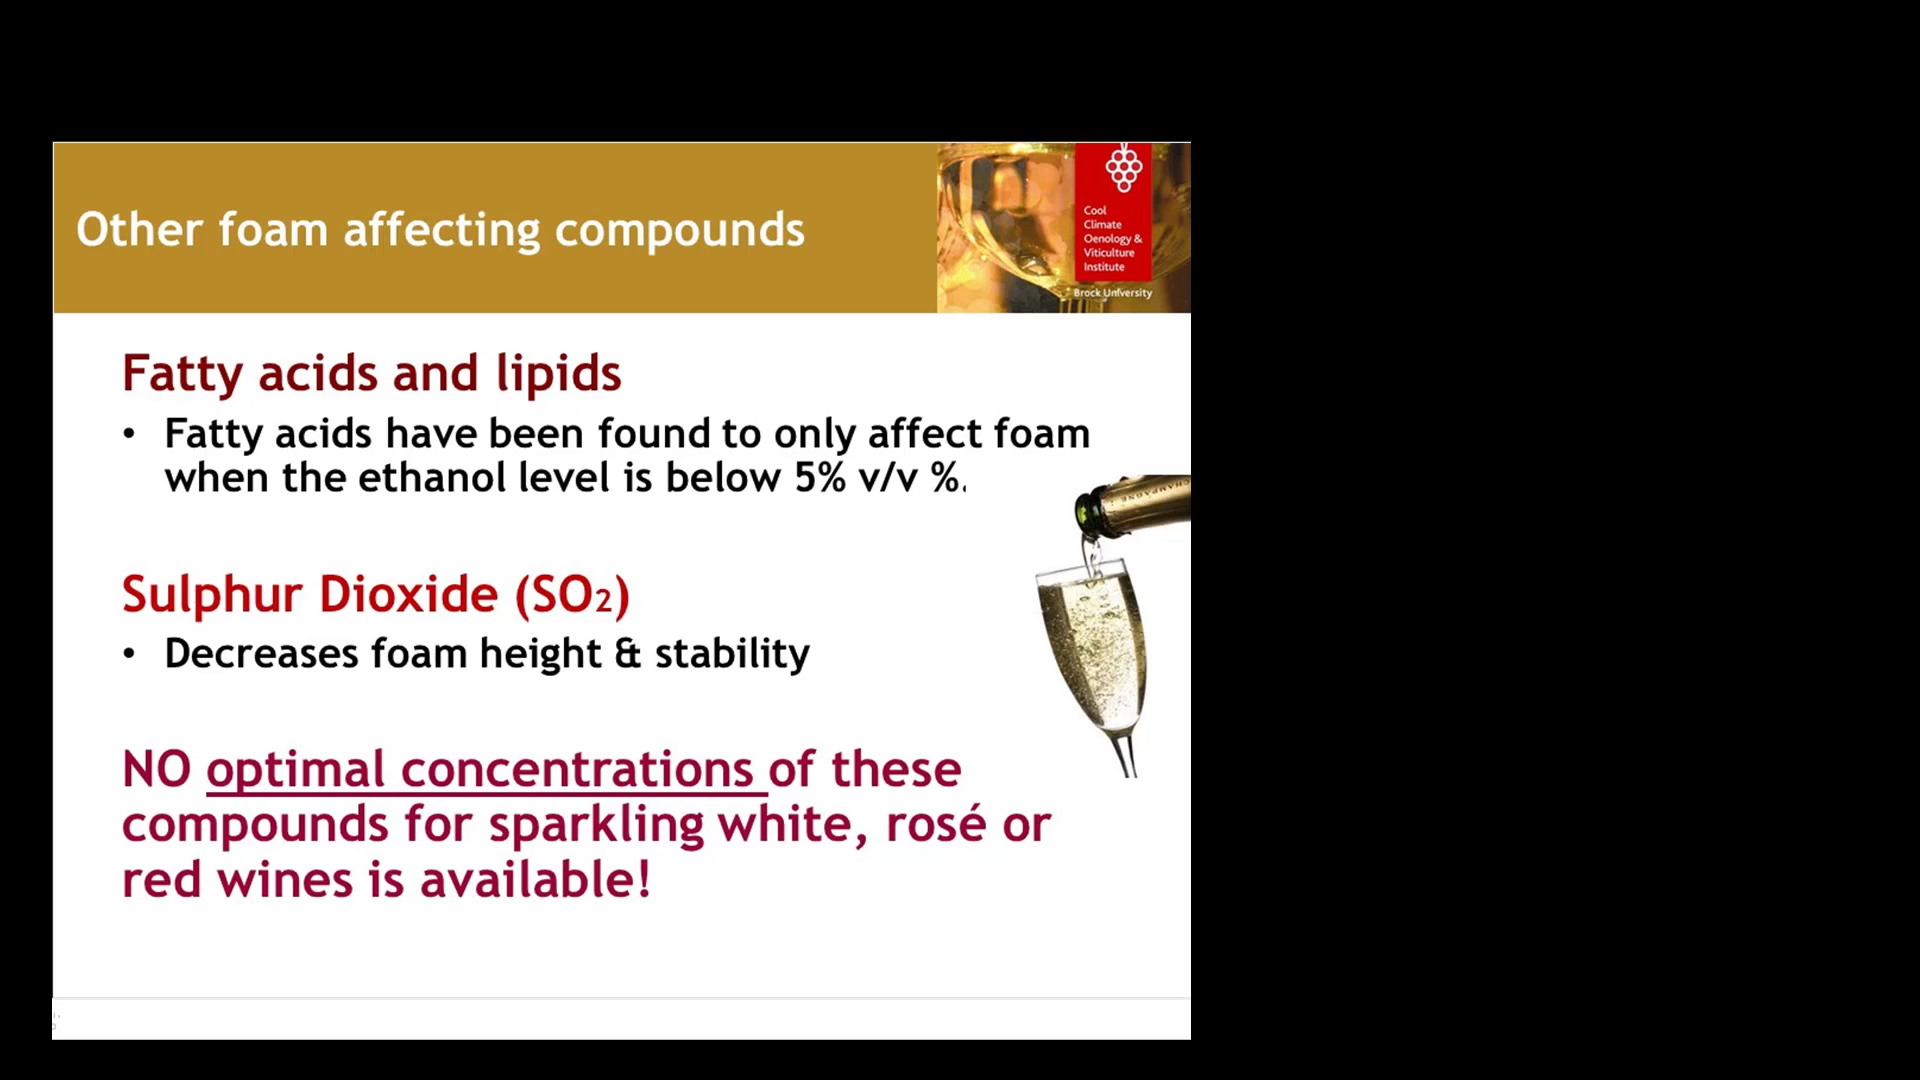 Other foam affecting compounds
Cool
Climate
Oenology &
Viticulture
Institute
Brock University
Fatty acids and lipids
• Fatty acids have been found to only affect foam
when the ethanol level is below 5% v/v %.
CHAMPAGNE
Sulphur Dioxide (SO₂)
• Decreases foam height & stability
NO optimal concentrations of these
compounds for sparkling white, rosé or
red wines is available!